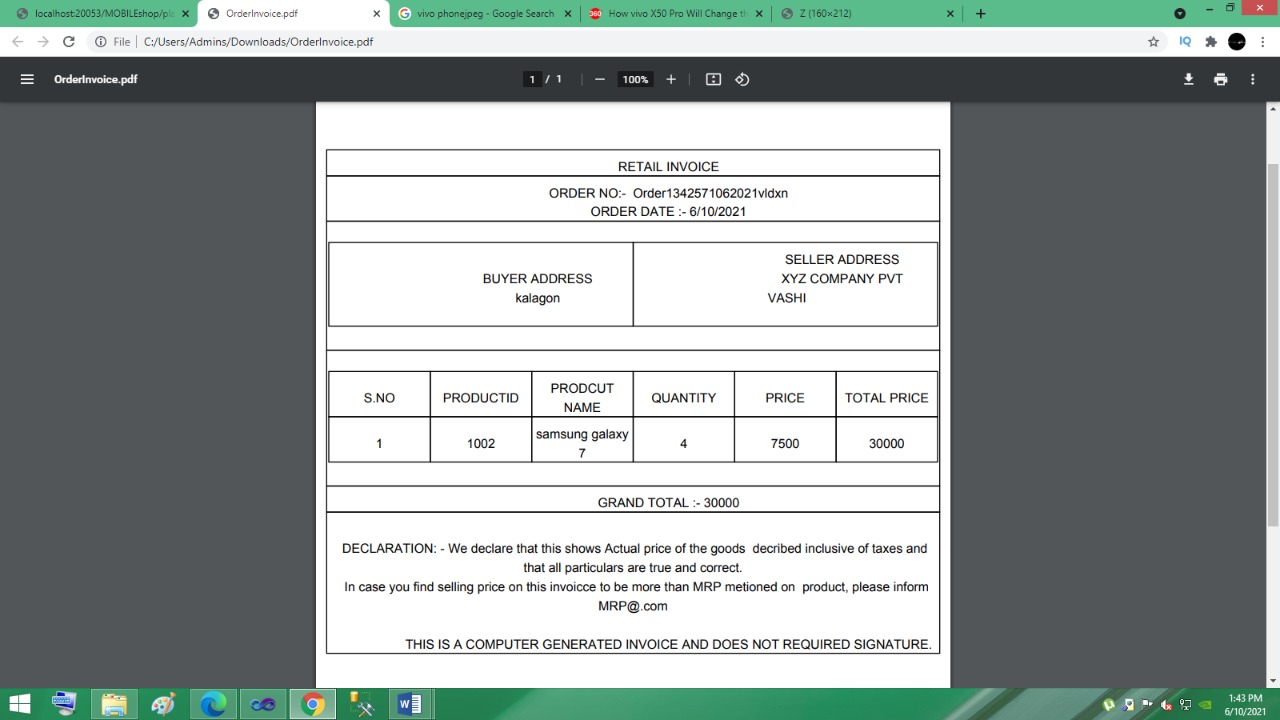 localhost:20053/MOBILEshop/pla
OrderInvoice.pdf
vivo phonejpeg - Google Search
360 How vivo X50 Pro Will Change th
Z (160×212)
File | C:/Users/Admins/Downloads/OrderInvoice.pdf
IQ
OrderInvoice.pdf
1 / 1
100%
RETAIL INVOICE
ORDER NO:- Order1342571062021vldxn
ORDER DATE :- 6/10/2021
BUYER ADDRESS
kalagon
SELLER ADDRESS
XYZ COMPANY PVT
VASHI
S.NO PRODUCTID PRODCUT NAME QUANTITY PRICE TOTAL PRICE
1 1002 samsung galaxy 7 4 7500 30000
GRAND TOTAL :- 30000
DECLARATION: - We declare that this shows Actual price of the goods decribed inclusive of taxes and
that all particulars are true and correct.
In case you find selling price on this invoicce to be more than MRP metioned on product, please inform
MRP@.com
THIS IS A COMPUTER GENERATED INVOICE AND DOES NOT REQUIRED SIGNATURE.
1:43 PM
6/10/2021